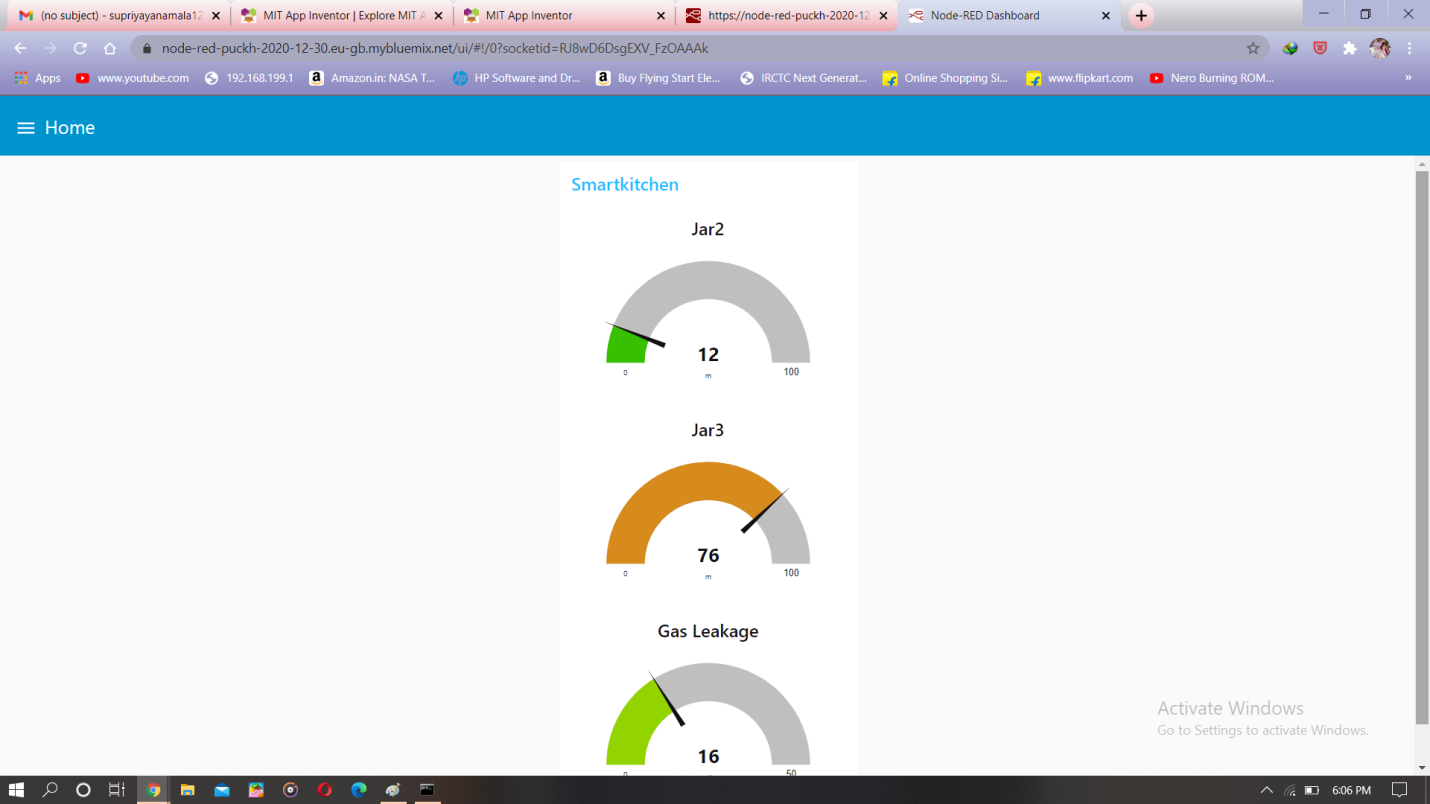 (no subject) - supriyayanamala12
MIT App Inventor | Explore MIT A
MIT App Inventor
https://node-red-puckh-2020-12
Node-RED Dashboard
node-red-puckh-2020-12-30.eu-gb.mybluemix.net/ui/#!/0?socketid=RJ8wD6DsgEXV_FzOAAAk
Apps
www.youtube.com
192.168.199.1
Amazon.in: NASA T...
HP Software and Dr...
Buy Flying Start Ele...
IRCTC Next Generat...
Online Shopping Si...
www.flipkart.com
Nero Burning ROM...
»
Home
Smartkitchen
Jar2
12
0
m
100
Jar3
76
0
m
100
Gas Leakage
16
50
Activate Windows
Go to Settings to activate Windows.
6:06 PM